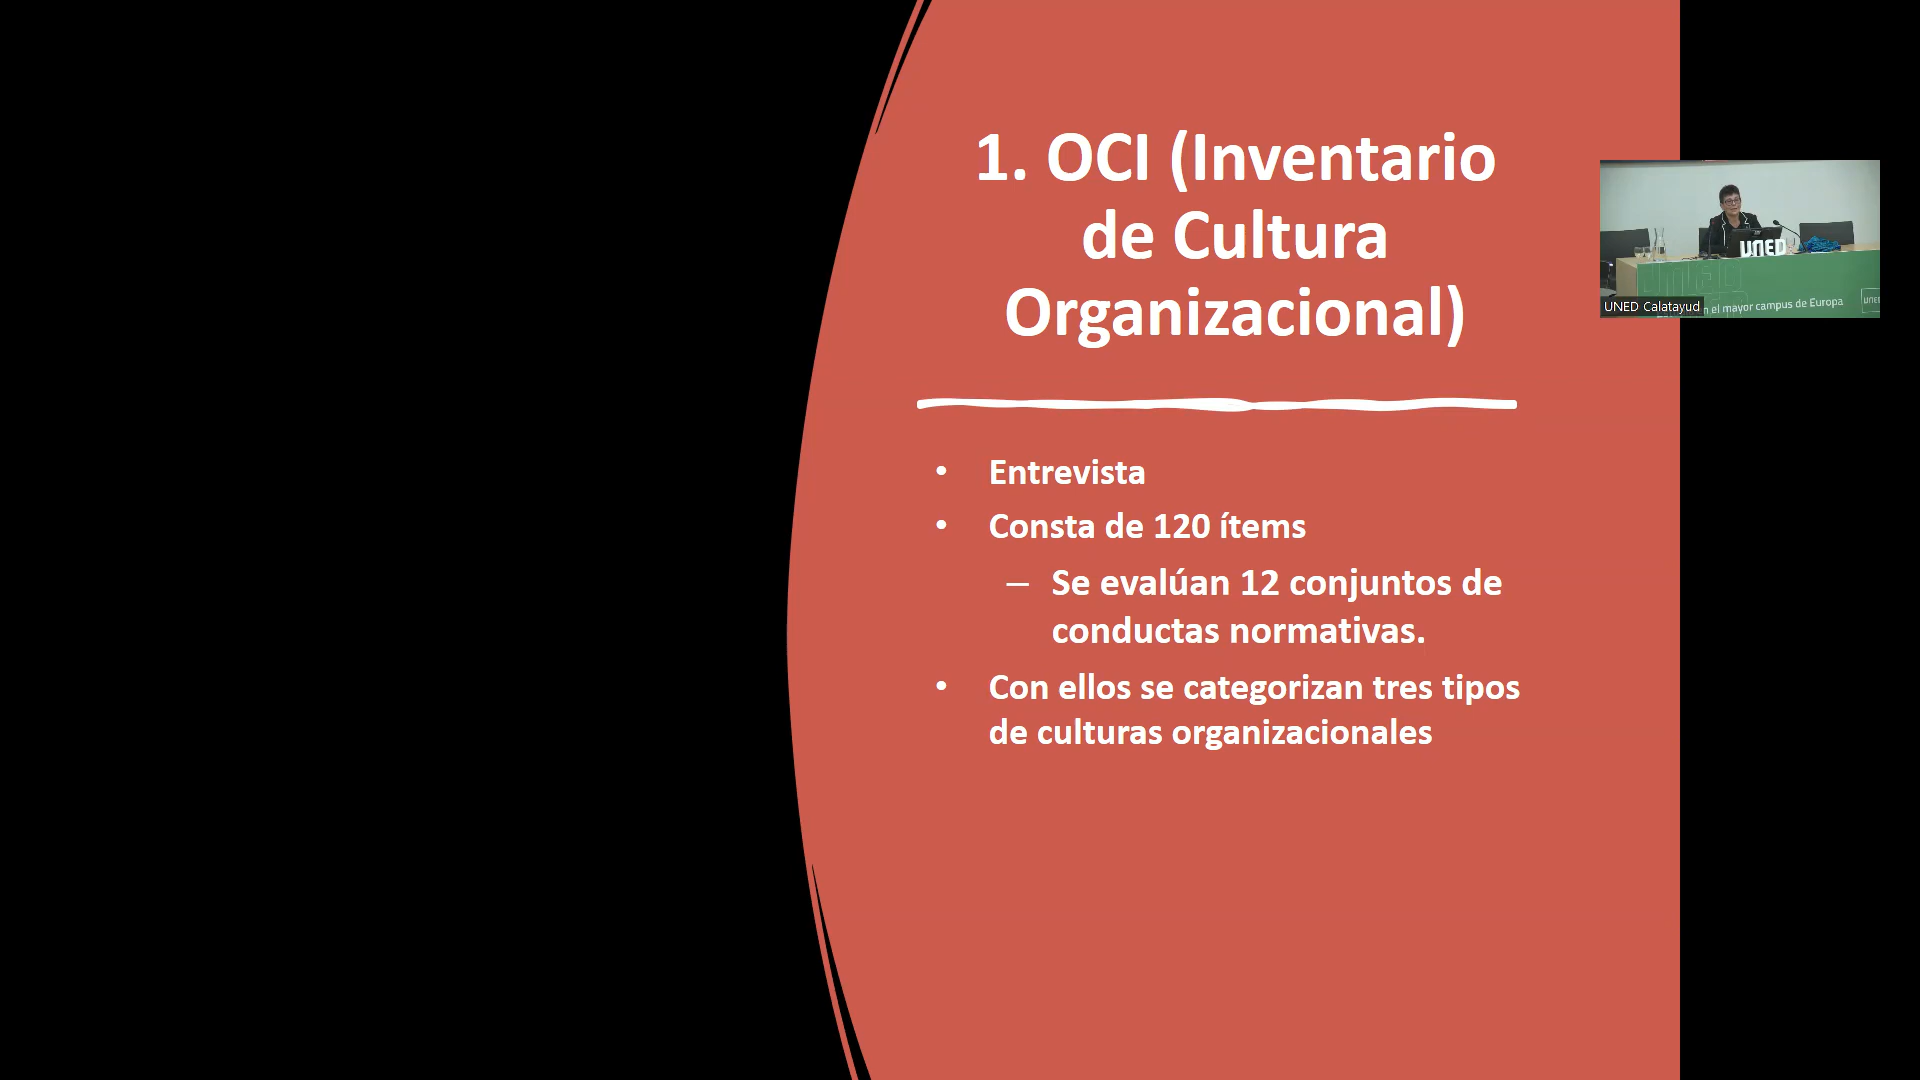 1. OCI (Inventario
de Cultura
Organizacional)
• Entrevista
• Consta de 120 ítems
– Se evalúan 12 conjuntos de
conductas normativas.
• Con ellos se categorizan tres tipos
de culturas organizacionales
UNED
UNED Calatayud
n el mayor campus de Europa